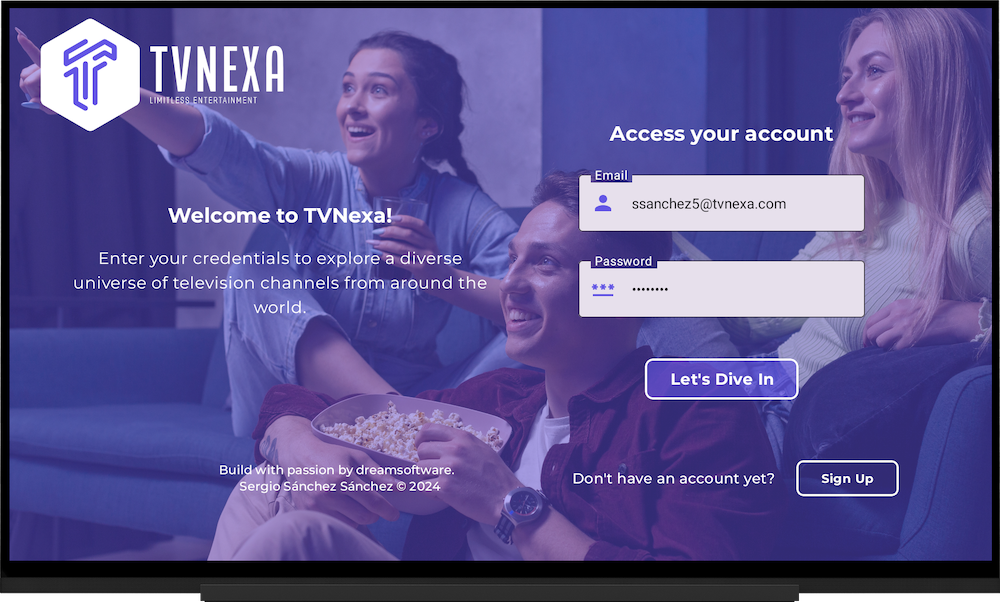 TVNEXA
LIMITLESS ENTERTAINMENT
Welcome to TVNexa!
Enter your credentials to explore a diverse
universe of television channels from around the
world.
Build with passion by dreamsoftware.
Sergio Sánchez Sánchez © 2024
Access your account
Email
ssanchez5@tvnexa.com
Password
••••••••
Let's Dive In
Don't have an account yet?
Sign Up